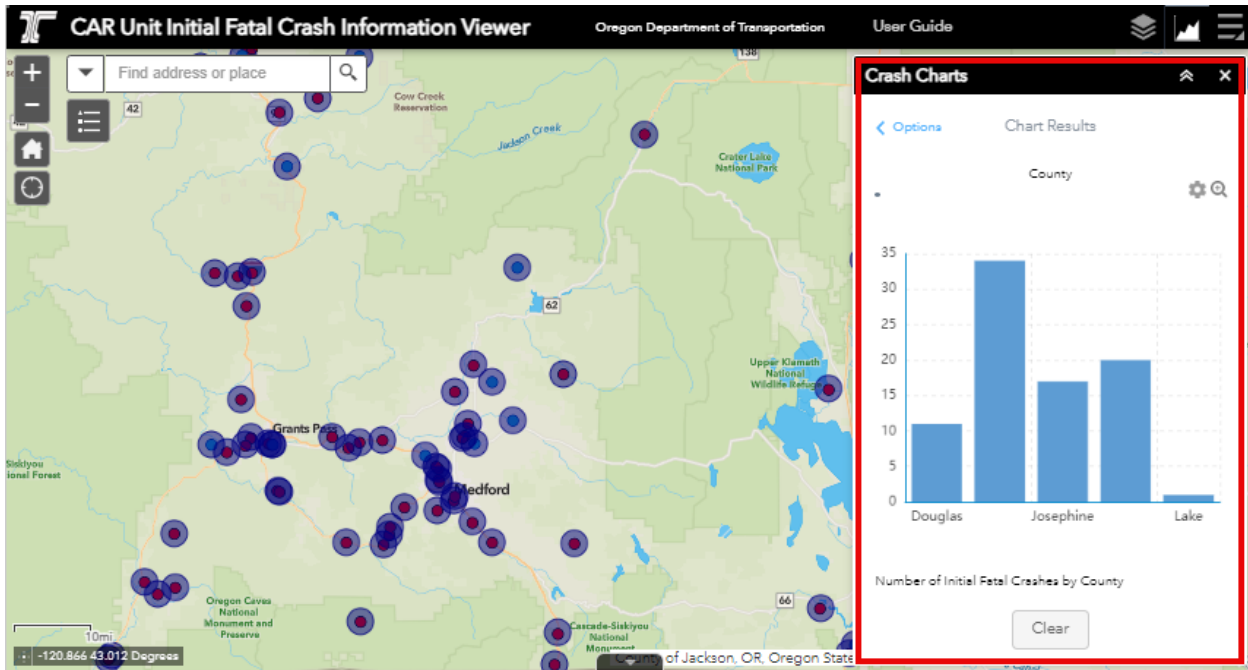 CAR Unit Initial Fatal Crash Information Viewer
Oregon Department of Transportation
User Guide
+
−
Find address or place
138
42
Cow Creek
Reservation
Jackson Creek
Crater Lake
National Park
62
Upper Klamath
National
Wildlife Refuge
Grants Pass
Siskiyou
ional Forest
Medford
Oregon Caves
National
Monument and
Preserve
66
Cascade-Siskiyou
National
Monument
10mi
-120.866 43.012 Degrees
County of Jackson, OR, Oregon State
Crash Charts
Options
Chart Results
County
35
30
25
20
15
10
5
0
Douglas
Josephine
Lake
Number of Initial Fatal Crashes by County
Clear